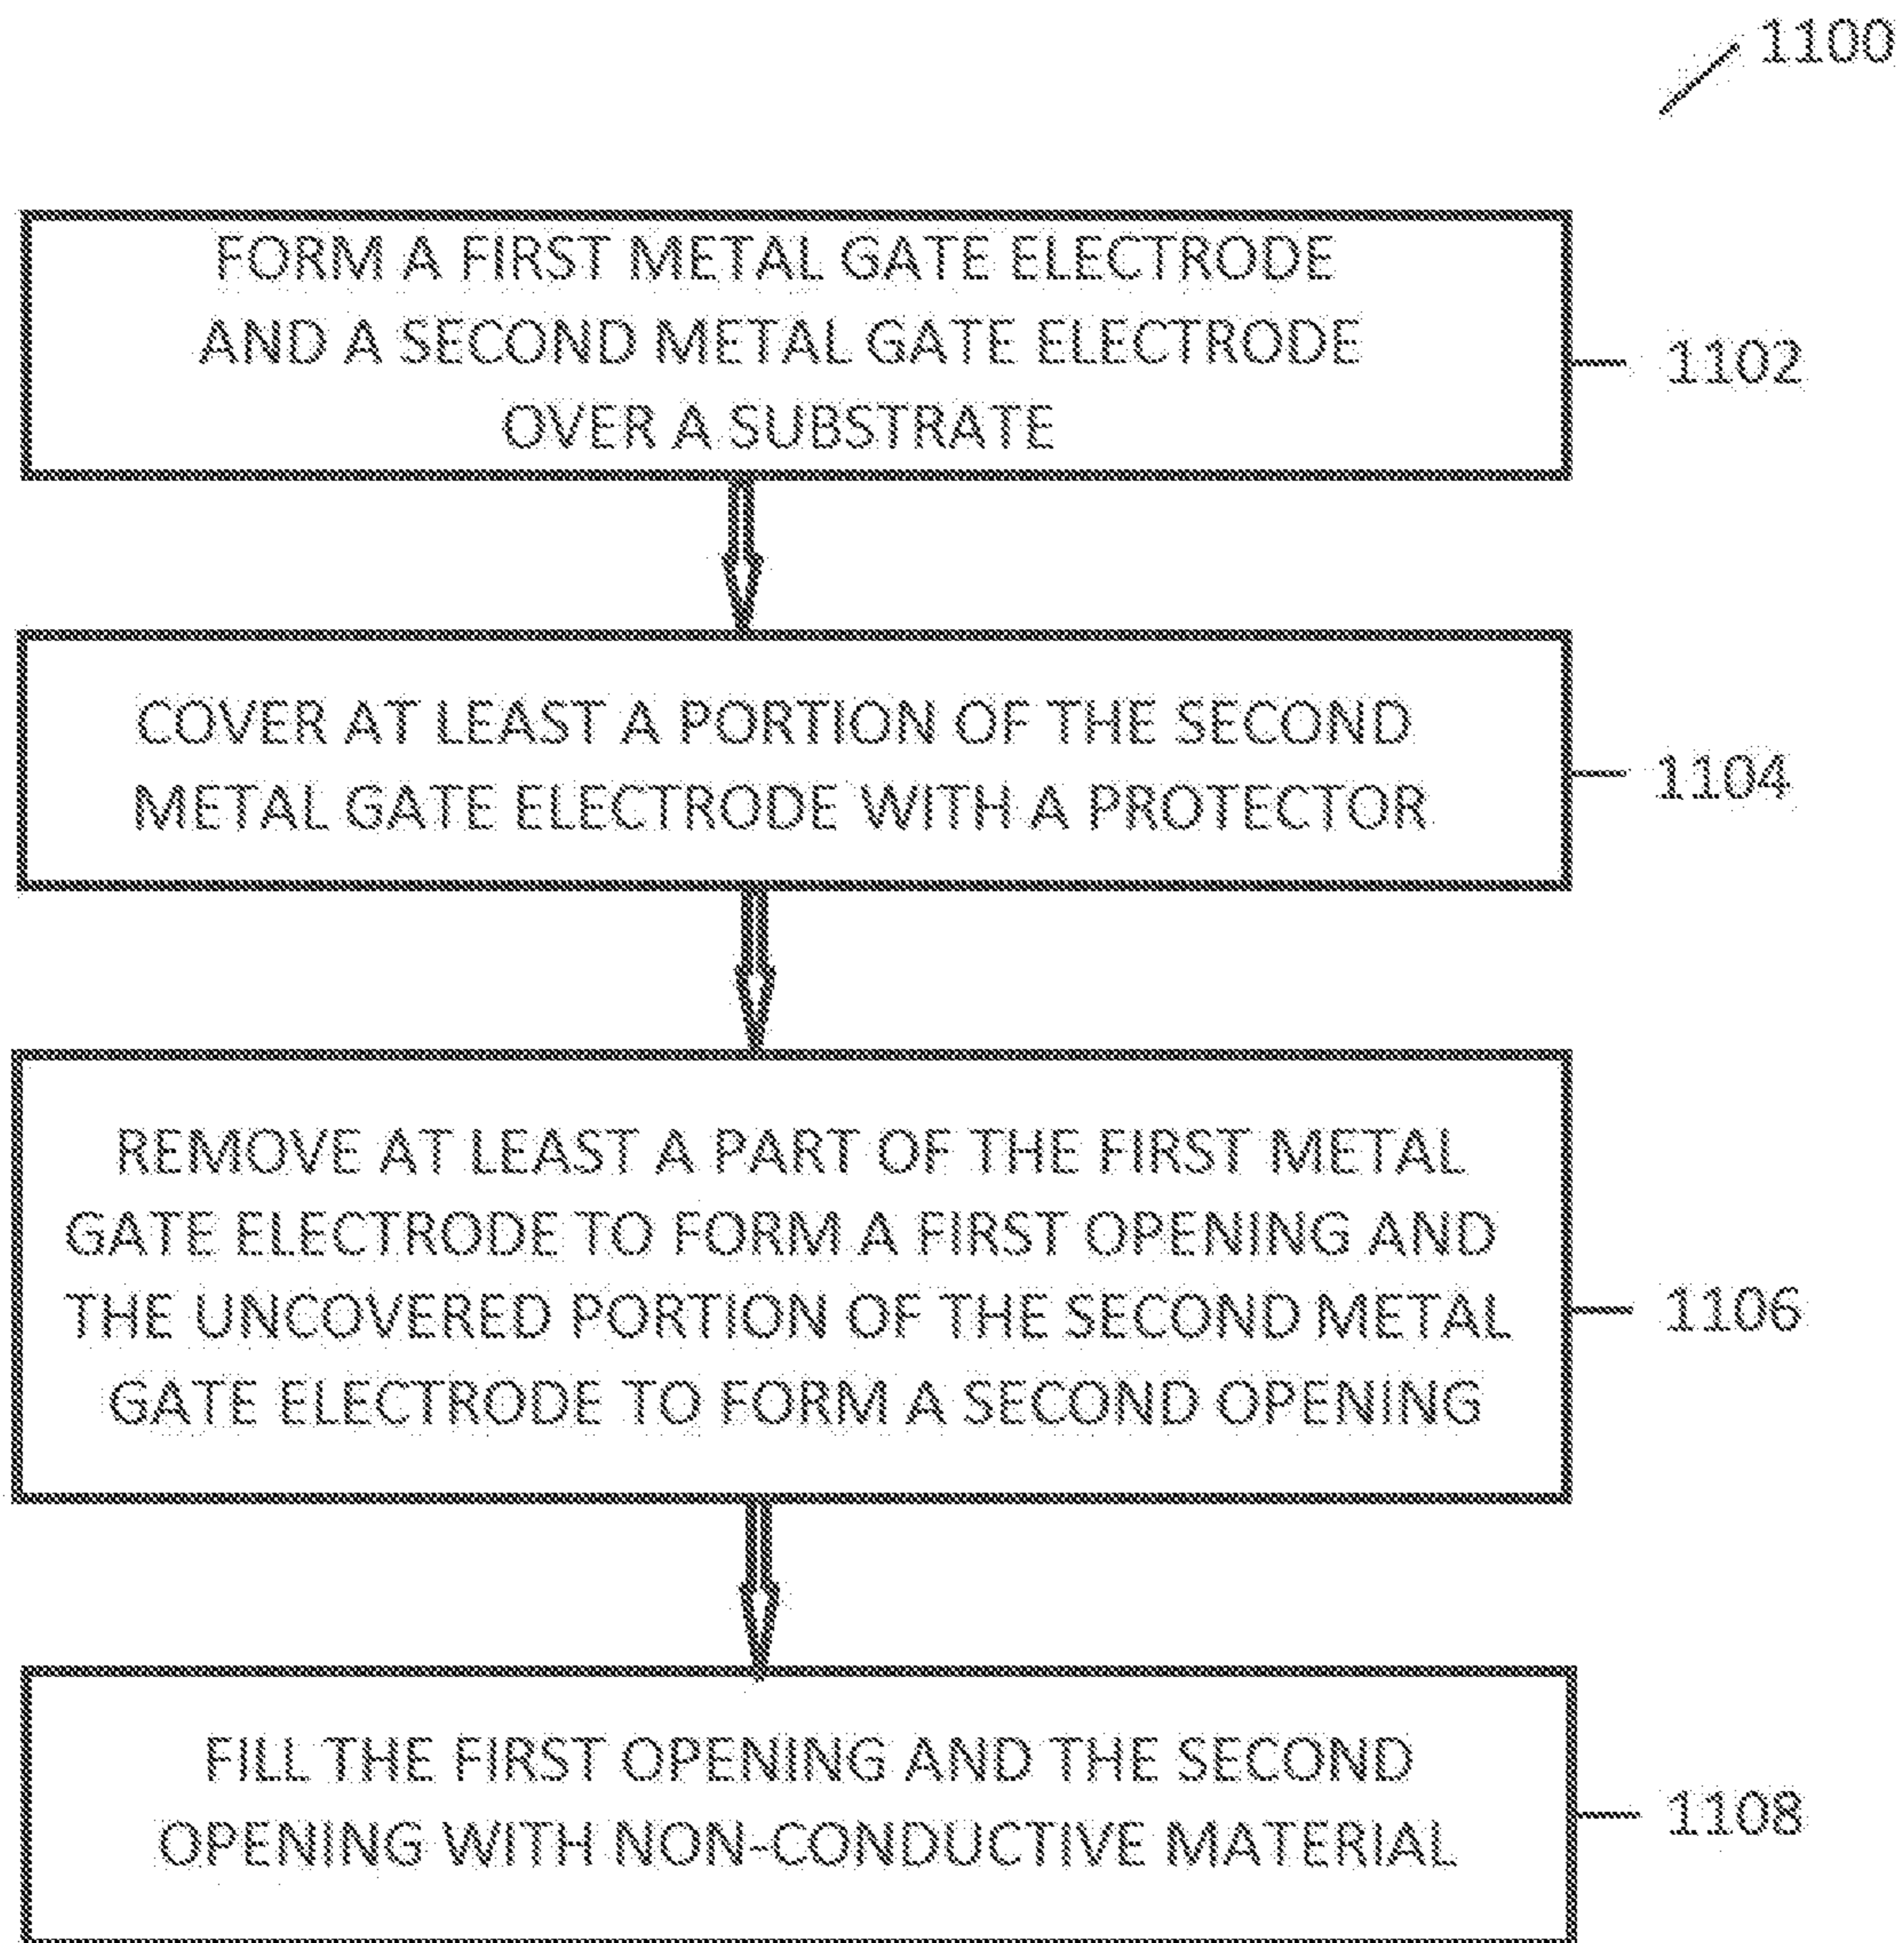 1100
FORM A FIRST METAL GATE ELECTRODE
AND A SECOND METAL GATE ELECTRODE
OVER A SUBSTRATE
1102
COVER AT LEAST A PORTION OF THE SECOND
METAL GATE ELECTRODE WITH A PROTECTOR
1104
REMOVE AT LEAST A PART OF THE FIRST METAL
GATE ELECTRODE TO FORM A FIRST OPENING AND
THE UNCOVERED PORTION OF THE SECOND METAL
GATE ELECTRODE TO FORM A SECOND OPENING
1106
FILL THE FIRST OPENING AND THE SECOND
OPENING WITH NON-CONDUCTIVE MATERIAL
1108